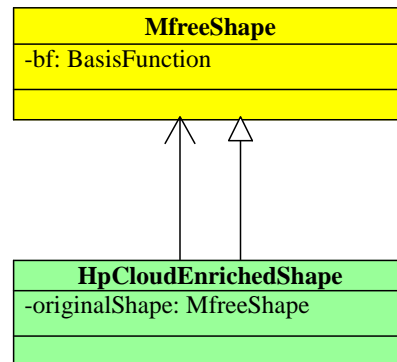 MfreeShape
-bf: BasisFunction
HpCloudEnrichedShape
-originalShape: MfreeShape